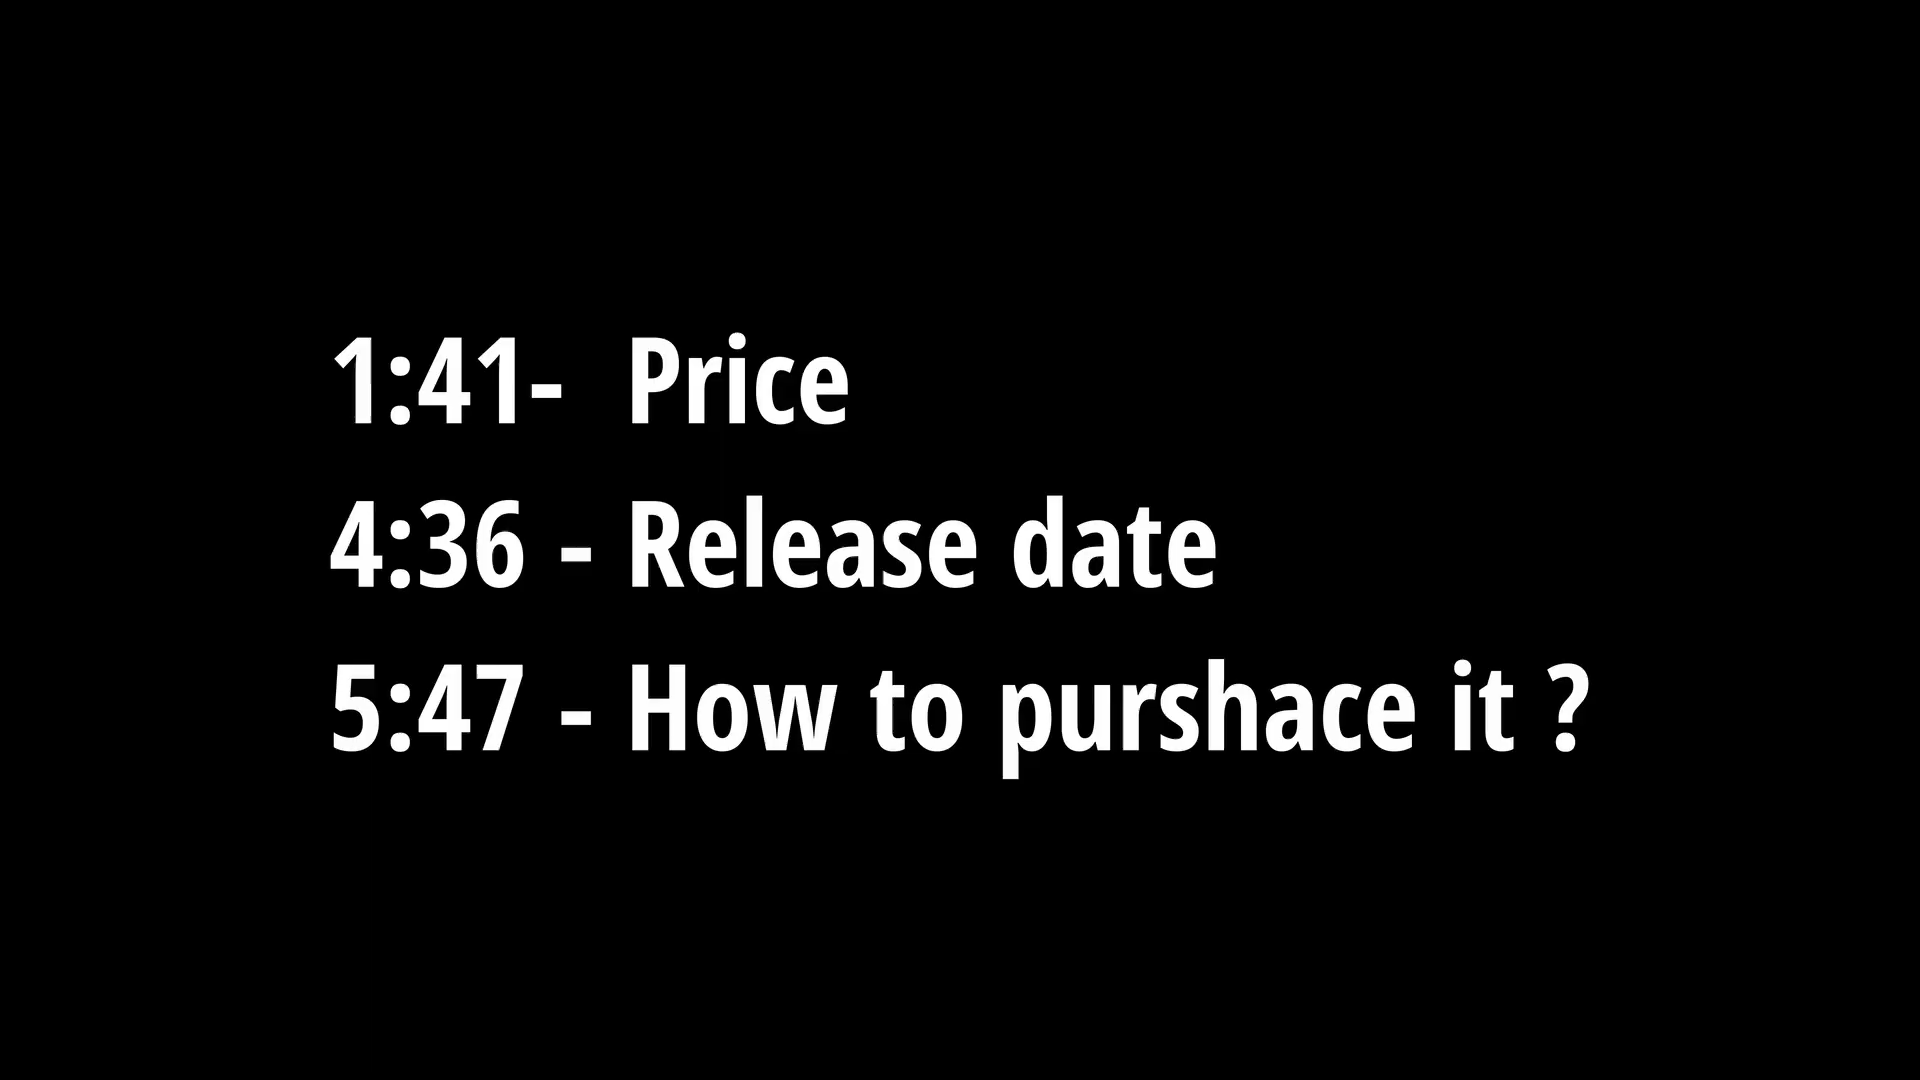 1:41-  Price
4:36 - Release date
5:47 - How to purshace it ?